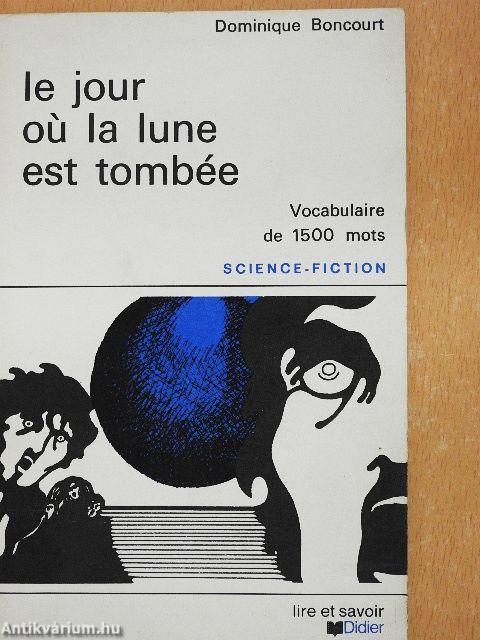 Dominique Boncourt
le jour
où la lune
est tombée
Vocabulaire
de 1500 mots
SCIENCE-FICTION
lire et savoir
Didier
Antikvárium.hu